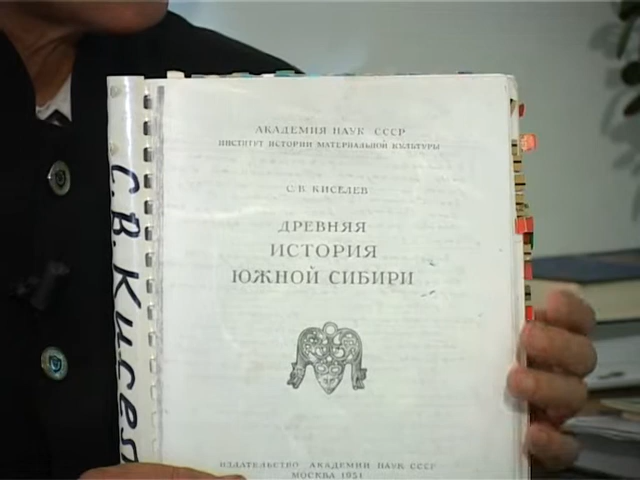 АКАДЕМИЯ НАУК СССР
ИНСТИТУТ ИСТОРИИ МАТЕРИАЛЬНОЙ КУЛЬТУРЫ
С. В. КИСЕЛЕВ
ДРЕВНЯЯ
ИСТОРИЯ
ЮЖНОЙ СИБИРИ
ИЗДАТЕЛЬСТВО АКАДЕМИИ НАУК СССР
МОСКВА 1951
С.В.Кисел